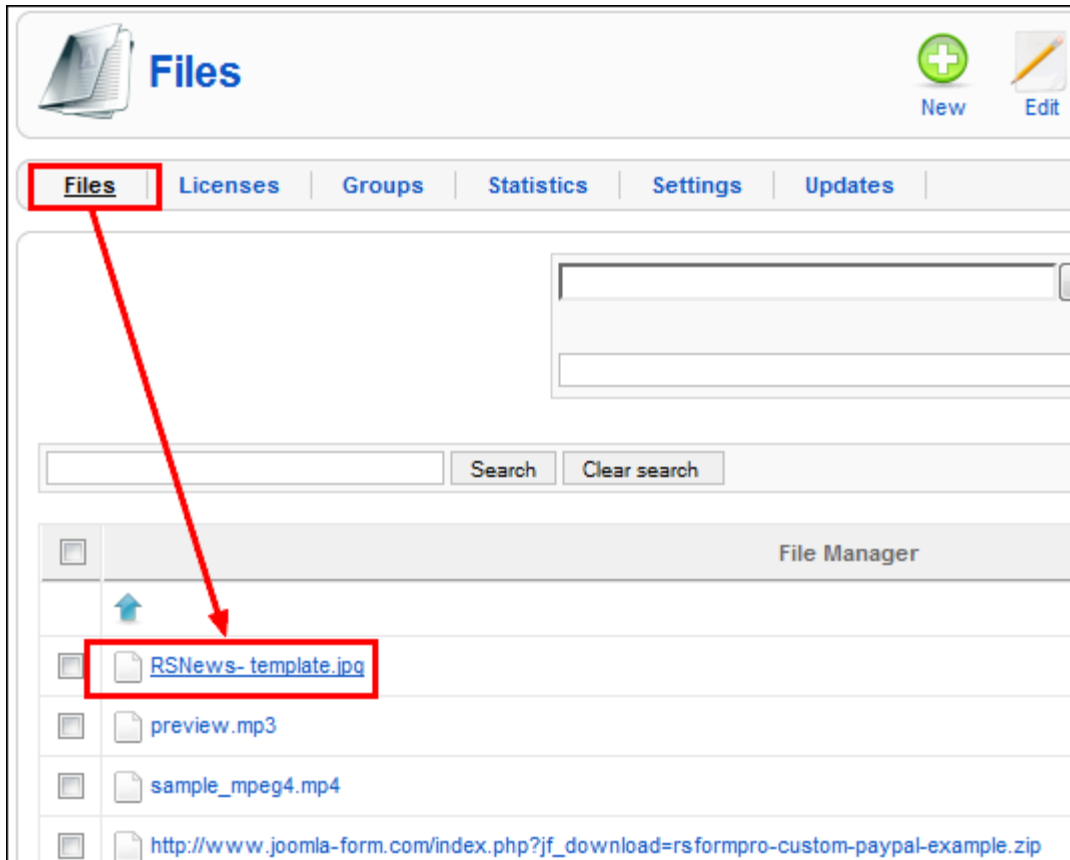 Files
New Edit
Files Licenses Groups Statistics Settings Updates
Search Clear search
File Manager
RSNews- template.jpg
preview.mp3
sample_mpeg4.mp4
http://www.joomla-form.com/index.php?jf_download=rsformpro-custom-paypal-example.zip